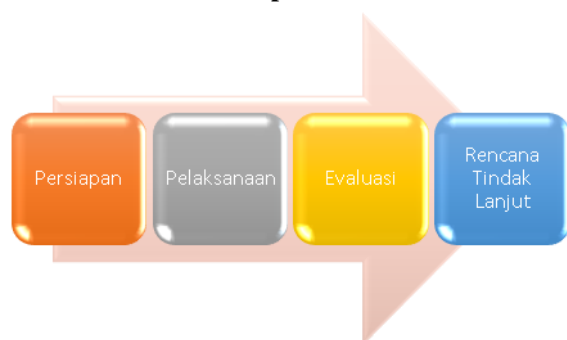 Persiapan
Pelaksanaan
Evaluasi
Rencana
Tindak
Lanjut